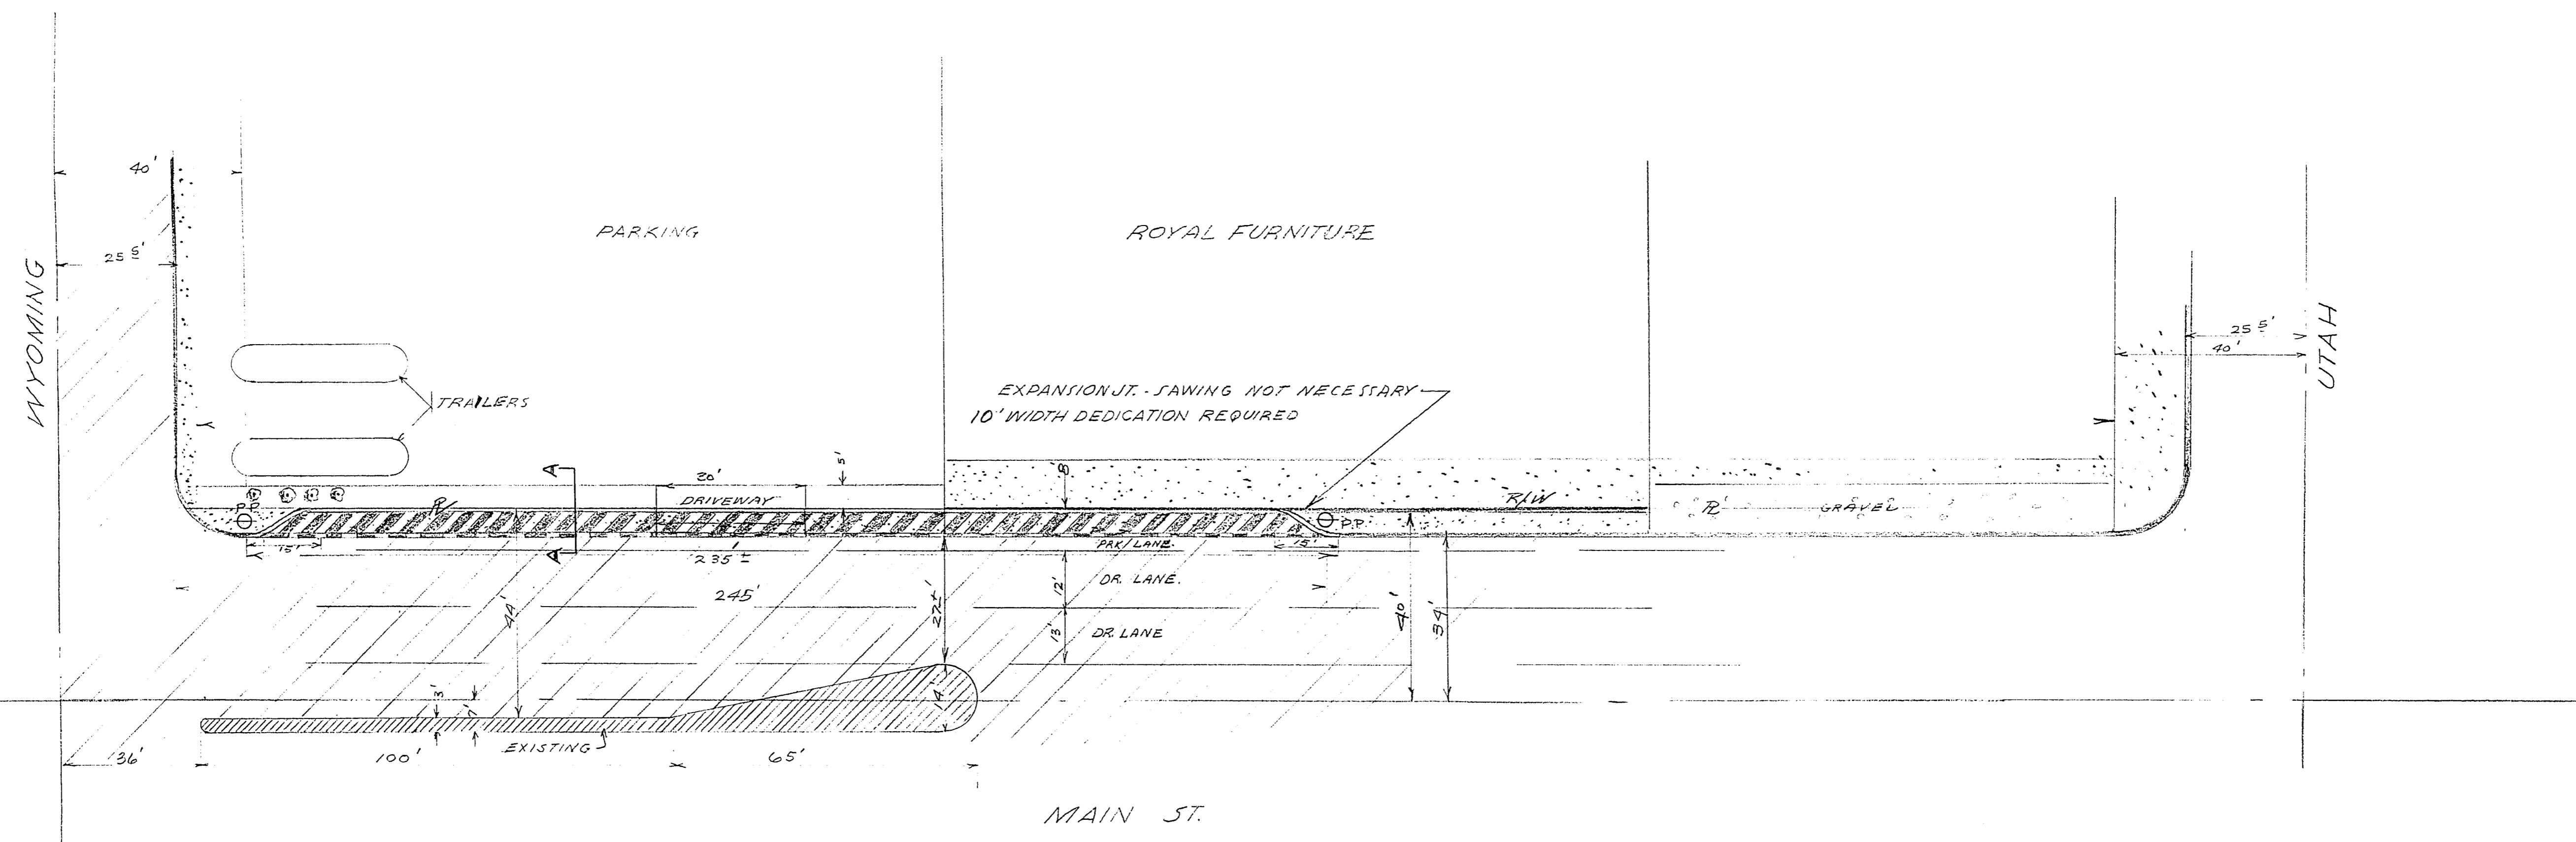 40'
PARKING
ROYAL FURNITURE
25 5'
WYOMING
25 5'
40'
UTAH
TRAILERS
EXPANSION JT. - SAWING NOT NECESSARY
10' WIDTH DEDICATION REQUIRED
A
20'
5'
8'
DRIVEWAY
R/W
GRAVEL
P.P.
P.P.
15'
A
235' ±
PRK/LANE.
15'
245'
44'
22'
12'
DR. LANE.
13'
DR. LANE
40'
34'
3'
14'
EXISTING
36'
100'
65'
MAIN ST.